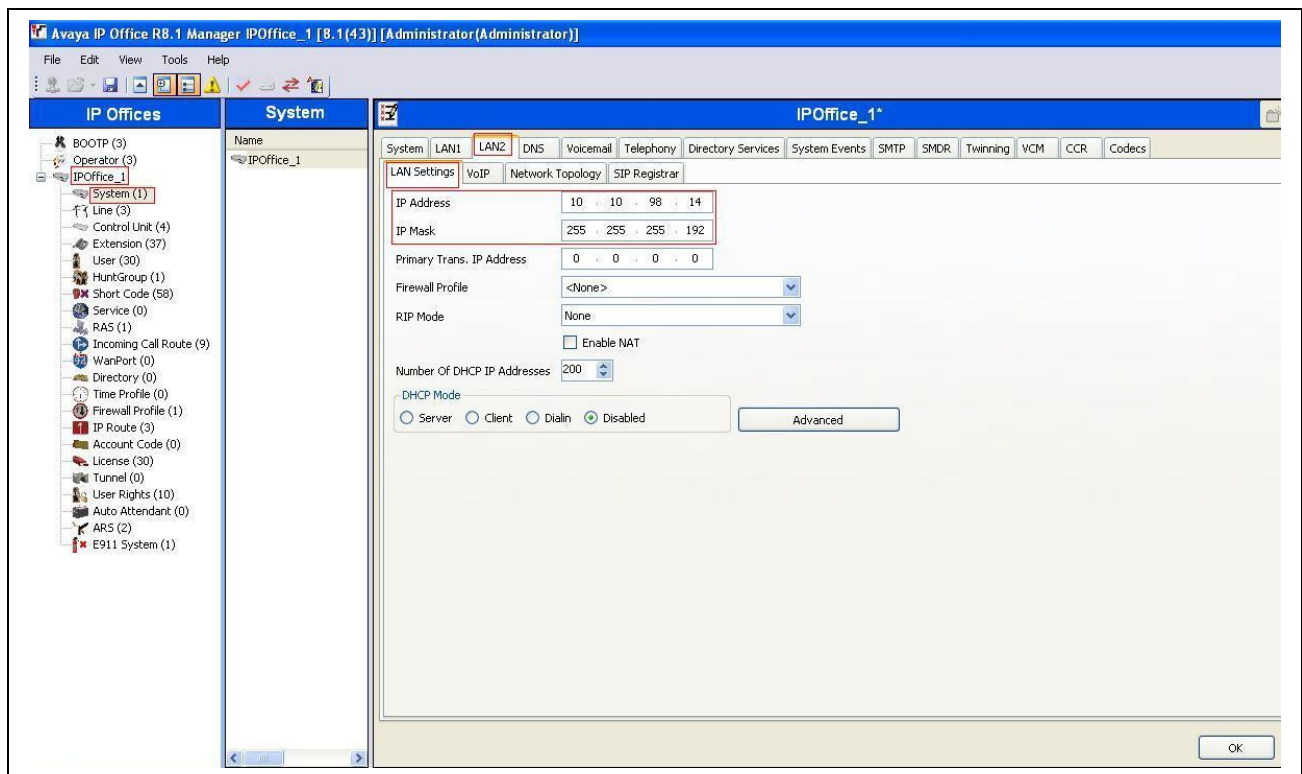 Avaya IP Office R8.1 Manager IPOffice_1 [8.1(43)] [Administrator(Administrator)]
File Edit View Tools Help
IP Offices
BOOTP (3)
Operator (3)
IPOffice_1
System (1)
Line (3)
Control Unit (4)
Extension (37)
User (30)
HuntGroup (1)
Short Code (58)
Service (0)
RAS (1)
Incoming Call Route (9)
WanPort (0)
Directory (0)
Time Profile (0)
Firewall Profile (1)
IP Route (3)
Account Code (0)
License (30)
Tunnel (0)
User Rights (10)
Auto Attendant (0)
ARS (2)
E911 System (1)
System
Name
IPOffice_1
IPOffice_1*
System LAN1 LAN2 DNS Voicemail Telephony Directory Services System Events SMTP SMDR Twinning VCM CCR Codecs
LAN Settings VoIP Network Topology SIP Registrar
IP Address 10 . 10 . 98 . 14
IP Mask 255 . 255 . 255 . 192
Primary Trans. IP Address 0 . 0 . 0 . 0
Firewall Profile <None>
RIP Mode None
Enable NAT
Number Of DHCP IP Addresses 200
DHCP Mode
Server Client Dialin Disabled Advanced
OK